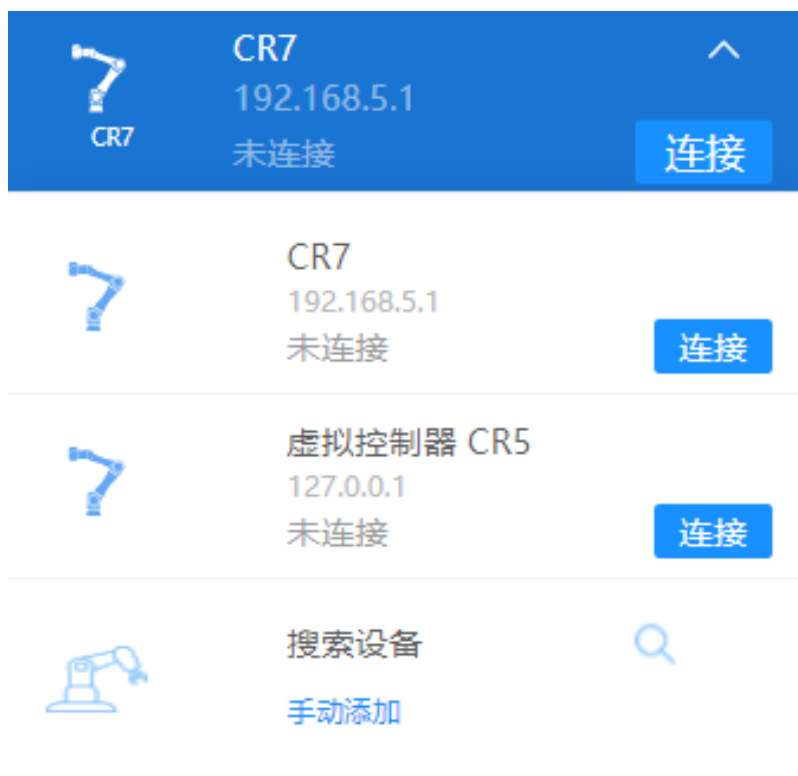 CR7
192.168.5.1
CR7
未连接
连接
CR7
192.168.5.1
未连接
连接
虚拟控制器 CR5
127.0.0.1
未连接
连接
搜索设备
手动添加